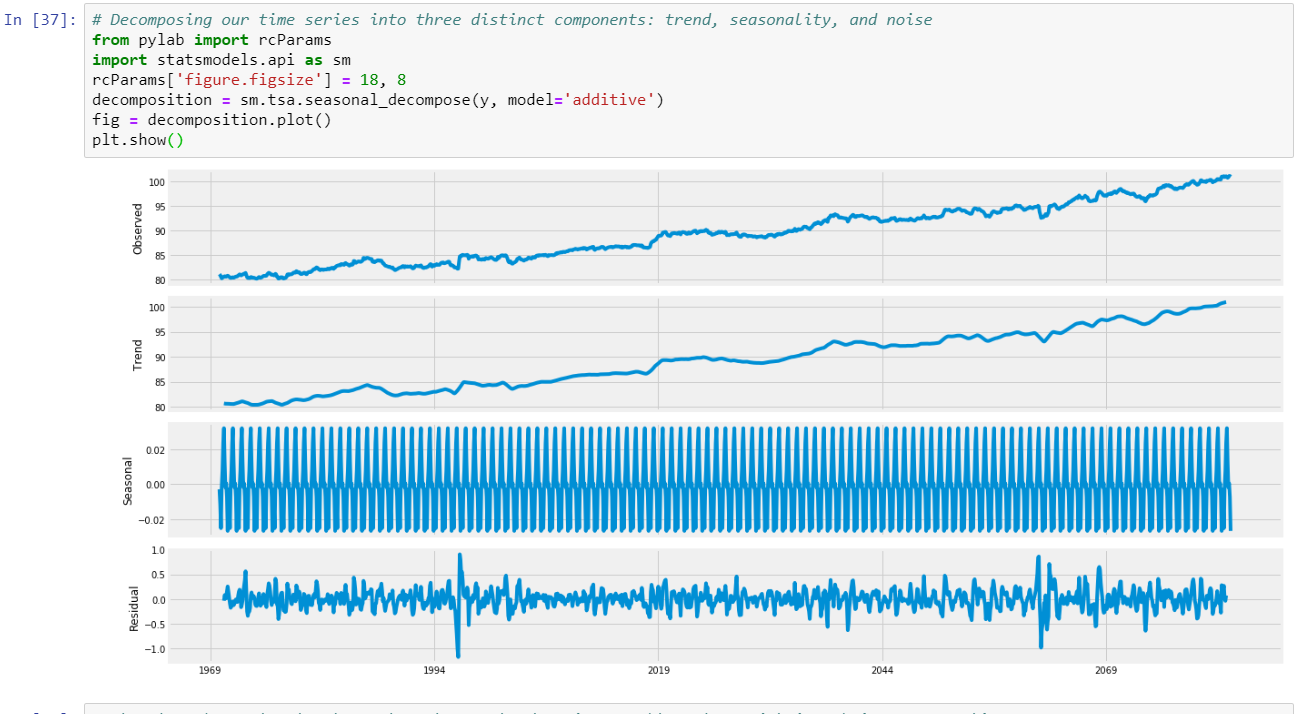 In [37]:
# Decomposing our time series into three distinct components: trend, seasonality, and noise
from pylab import rcParams
import statsmodels.api as sm
rcParams['figure.figsize'] = 18, 8
decomposition = sm.tsa.seasonal_decompose(y, model='additive')
fig = decomposition.plot()
plt.show()
Observed
100
95
90
85
80
Trend
100
95
90
85
80
Seasonal
0.02
0.00
−0.02
Residual
1.0
0.5
0.0
−0.5
−1.0
1969 1994 2019 2044 2069